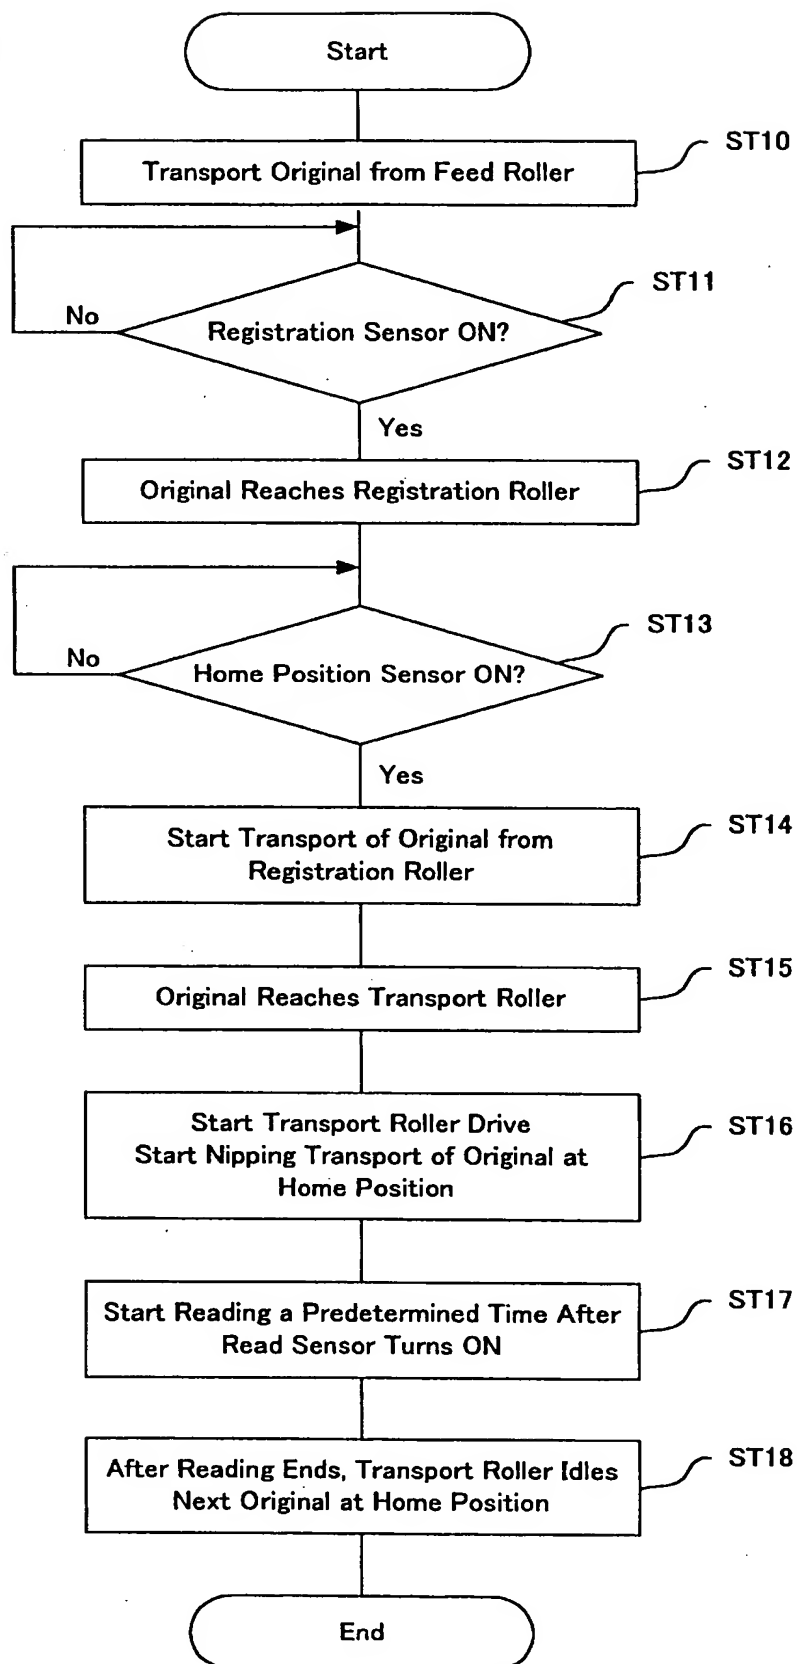 Start
ST10
Transport Original from Feed Roller
ST11
No
Registration Sensor ON?
Yes
ST12
Original Reaches Registration Roller
ST13
No
Home Position Sensor ON?
Yes
ST14
Start Transport of Original from
Registration Roller
ST15
Original Reaches Transport Roller
ST16
Start Transport Roller Drive
Start Nipping Transport of Original at
Home Position
ST17
Start Reading a Predetermined Time After
Read Sensor Turns ON
ST18
After Reading Ends, Transport Roller Idles
Next Original at Home Position
End